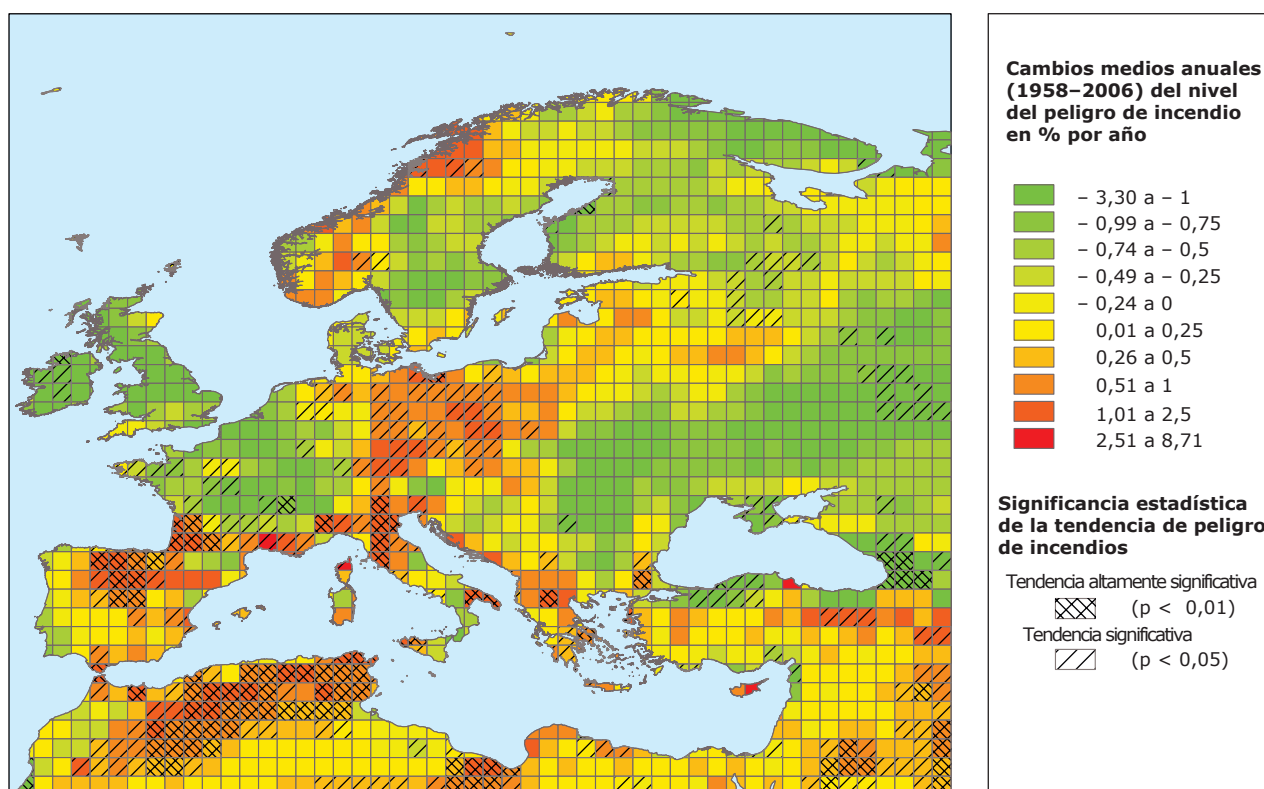 Cambios medios anuales
(1958–2006) del nivel
del peligro de incendio
en % por año
– 3,30 a – 1
– 0,99 a – 0,75
– 0,74 a – 0,5
– 0,49 a – 0,25
– 0,24 a 0
0,01 a 0,25
0,26 a 0,5
0,51 a 1
1,01 a 2,5
2,51 a 8,71
Significancia estadística
de la tendencia de peligro
de incendios
Tendencia altamente significativa
(p < 0,01)
Tendencia significativa
(p < 0,05)